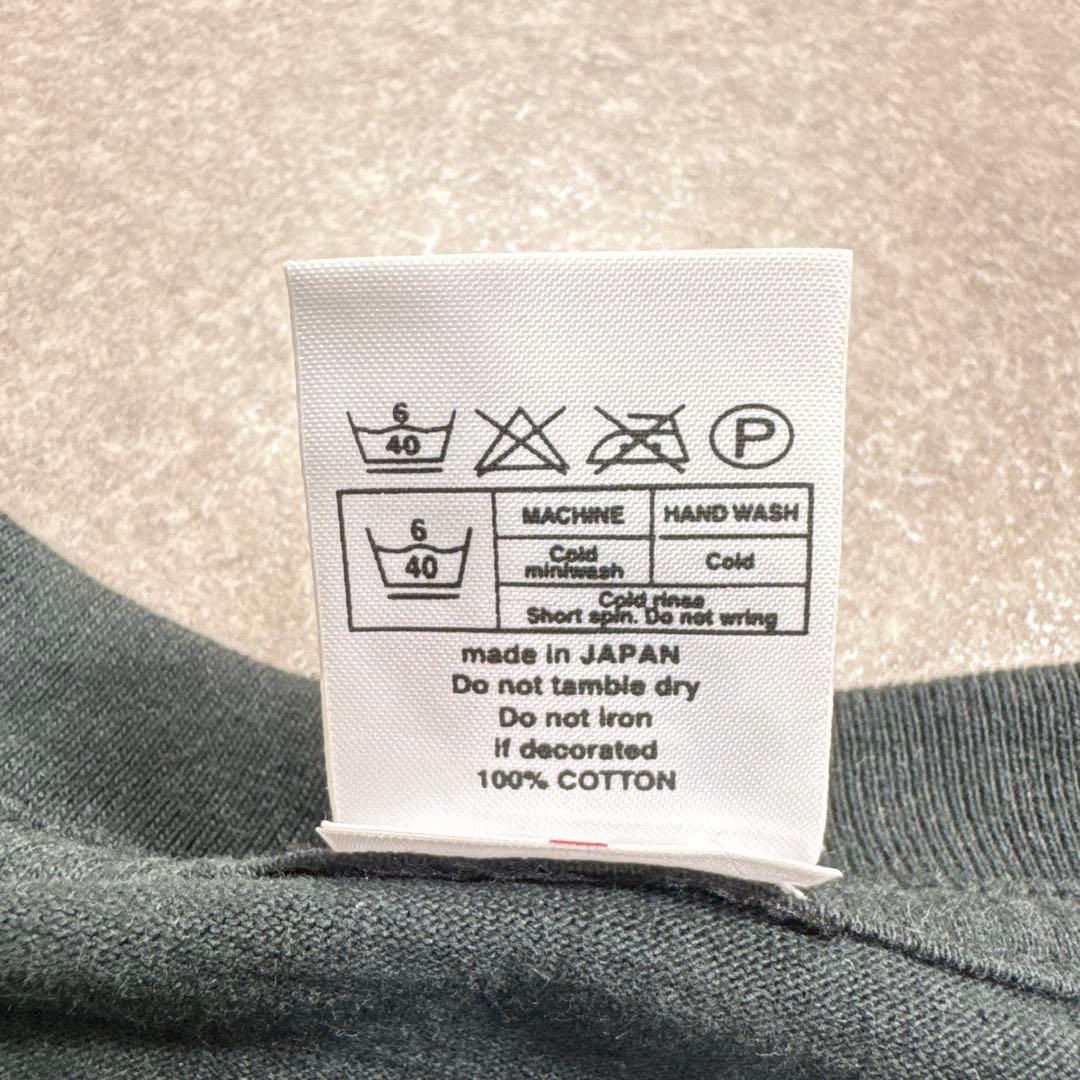 6
40
P
6
40
MACHINE
HAND WASH
Cold
miniwash
Cold
Cold rinse
Short spin. Do not wring
made in JAPAN
Do not tamble dry
Do not iron
If decorated
100% COTTON